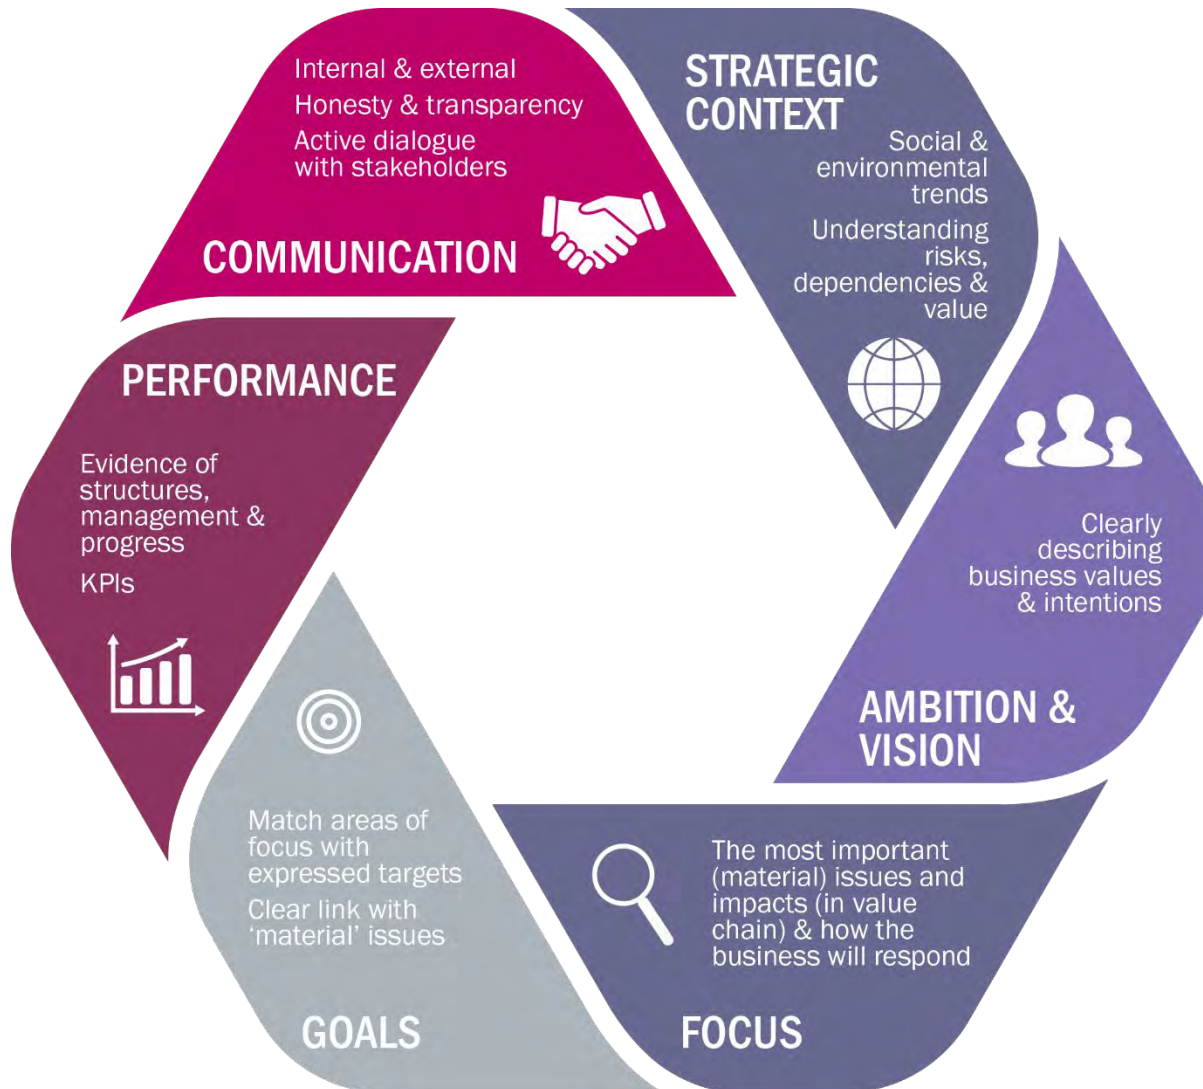 Internal & external
Honesty & transparency
Active dialogue
with stakeholders
COMMUNICATION
STRATEGIC
CONTEXT
Social &
environmental
trends
Understanding
risks,
dependencies &
value
Clearly
describing
business values
& intentions
AMBITION &
VISION
The most important
(material) issues and
impacts (in value
chain) & how the
business will respond
FOCUS
Match areas of
focus with
expressed targets
Clear link with
‘material’ issues
GOALS
PERFORMANCE
Evidence of
structures,
management &
progress
KPIs